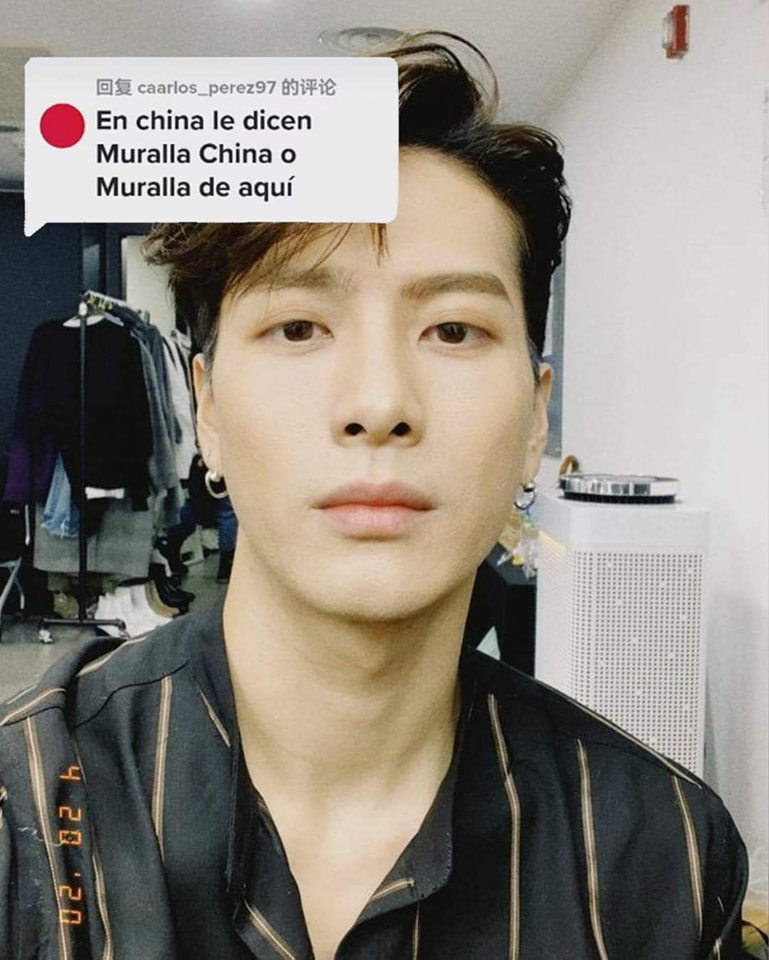 回复 caarlos_perez97 的评论
En china le dicen
Muralla China o
Muralla de aquí
4 20 '20